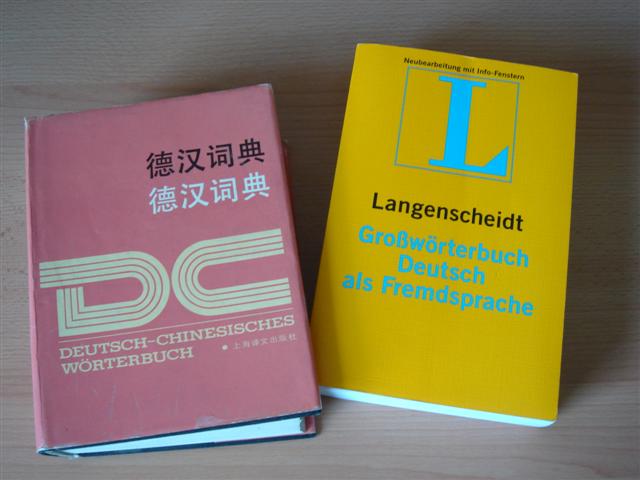 德汉词典
德汉词典
DC
DEUTSCH-CHINESISCHES
WÖRTERBUCH
● 上海译文出版社
Neubearbeitung mit Info-Fenstern
L
Langenscheidt
Großwörterbuch
Deutsch
als Fremdsprache